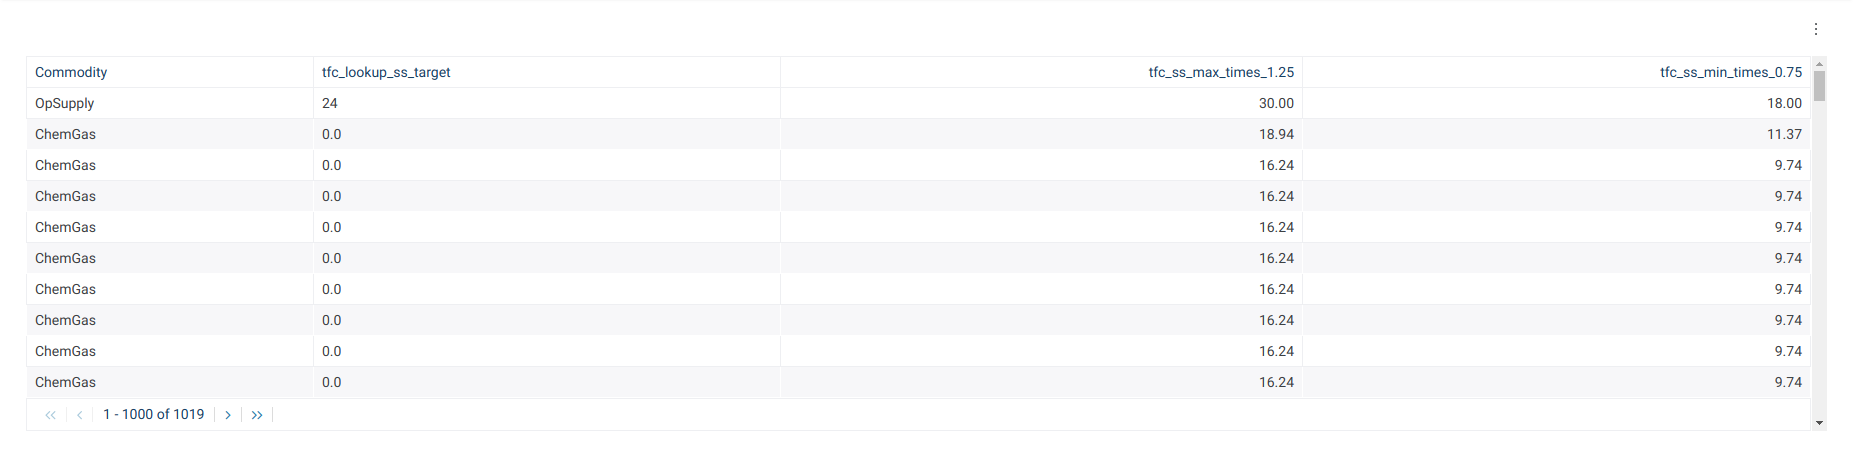 Commodity tfc_lookup_ss_target tfc_ss_max_times_1.25 tfc_ss_min_times_0.75
OpSupply 24 30.00 18.00
ChemGas 0.0 18.94 11.37
ChemGas 0.0 16.24 9.74
ChemGas 0.0 16.24 9.74
ChemGas 0.0 16.24 9.74
ChemGas 0.0 16.24 9.74
ChemGas 0.0 16.24 9.74
ChemGas 0.0 16.24 9.74
ChemGas 0.0 16.24 9.74
ChemGas 0.0 16.24 9.74
1 - 1000 of 1019